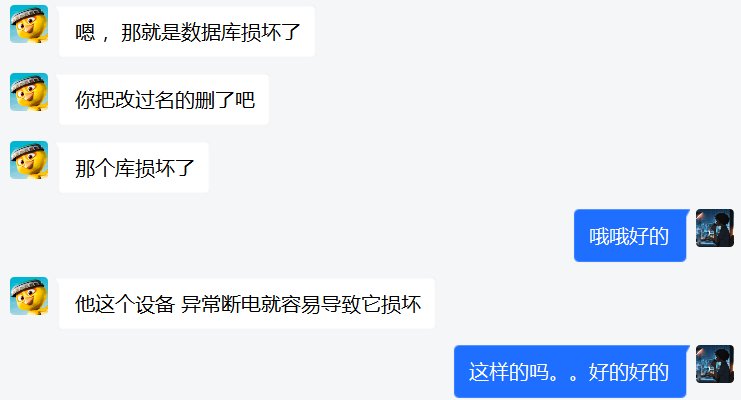 嗯 ，那就是数据库损坏了
你把改过名的删了吧
那个库损坏了
哦哦好的
他这个设备 异常断电就容易导致它损坏
这样的吗。。好的好的